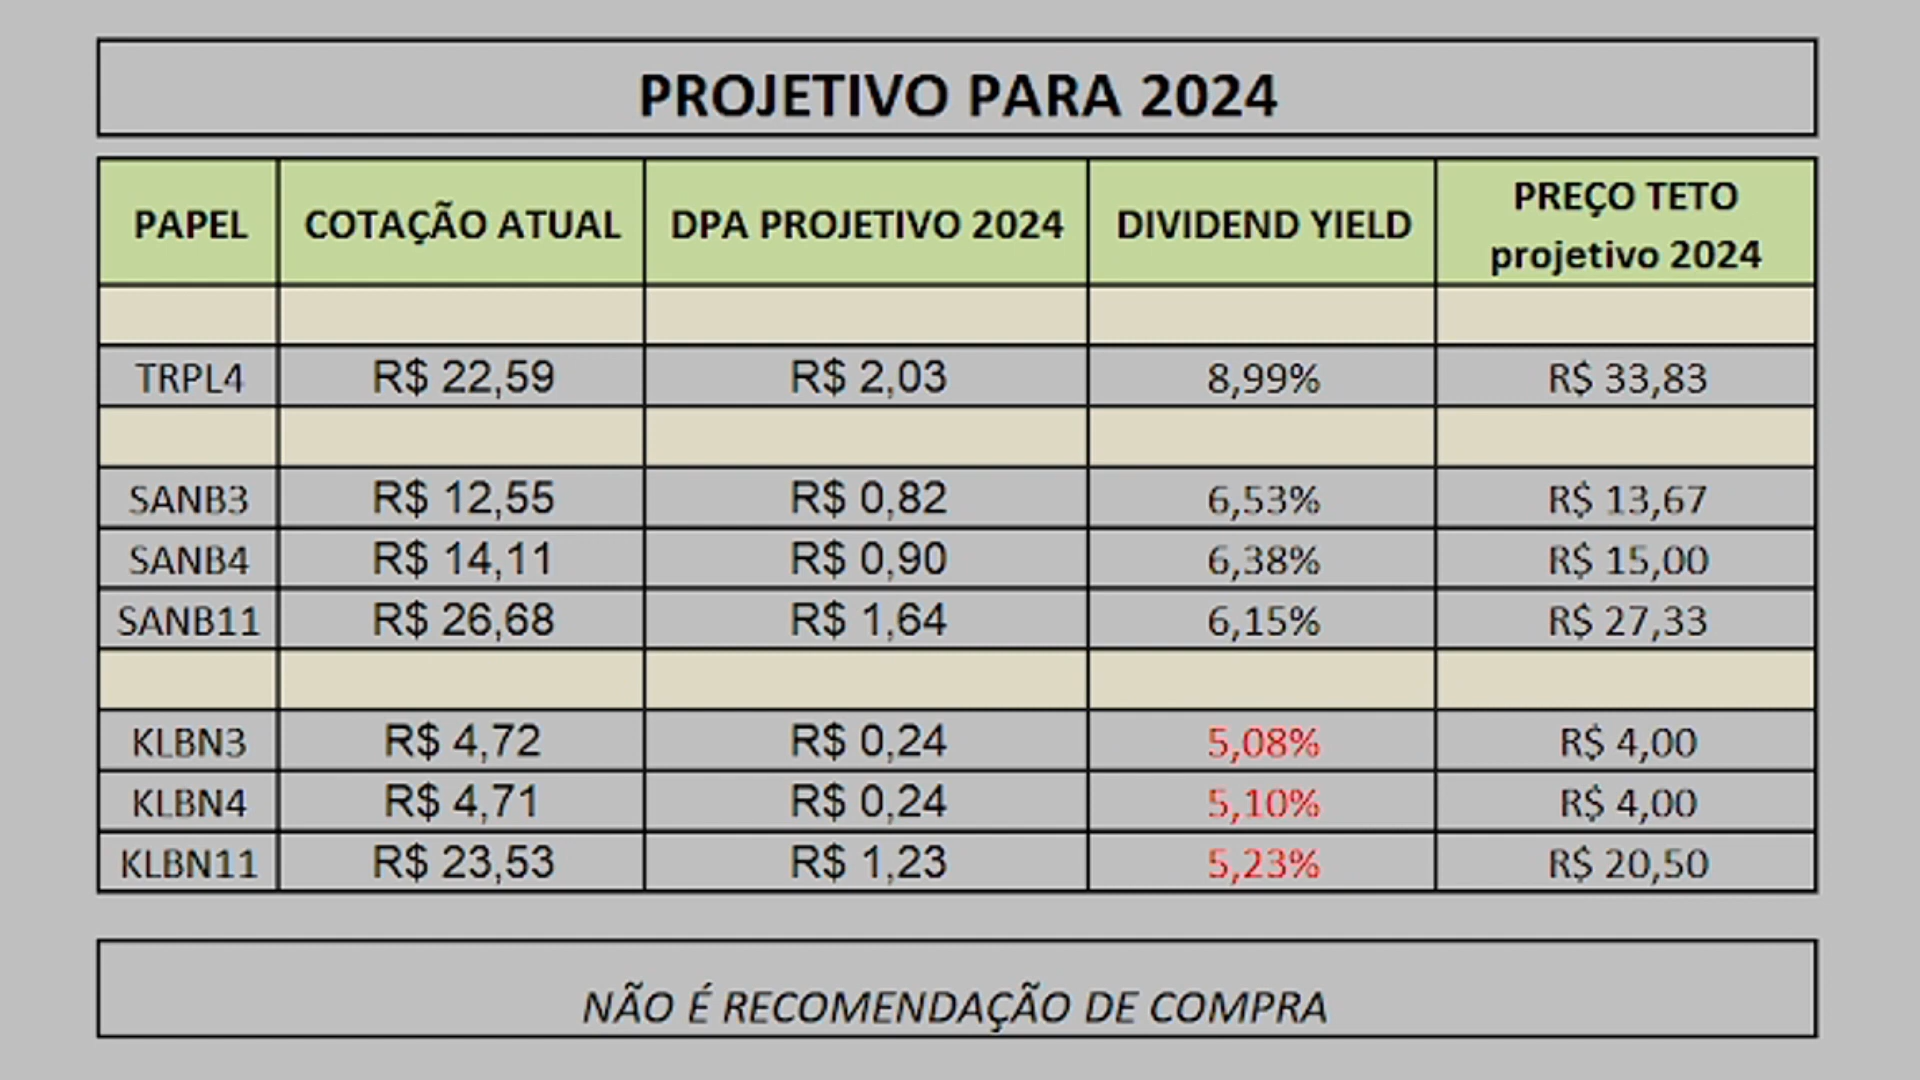 PROJETIVO PARA 2024
PAPEL COTAÇÃO ATUAL DPA PROJETIVO 2024 DIVIDEND YIELD PREÇO TETO projetivo 2024
TRPL4 R$ 22,59 R$ 2,03 8,99% R$ 33,83
SANB3 R$ 12,55 R$ 0,82 6,53% R$ 13,67
SANB4 R$ 14,11 R$ 0,90 6,38% R$ 15,00
SANB11 R$ 26,68 R$ 1,64 6,15% R$ 27,33
KLBN3 R$ 4,72 R$ 0,24 5,08% R$ 4,00
KLBN4 R$ 4,71 R$ 0,24 5,10% R$ 4,00
KLBN11 R$ 23,53 R$ 1,23 5,23% R$ 20,50
NÃO É RECOMENDAÇÃO DE COMPRA